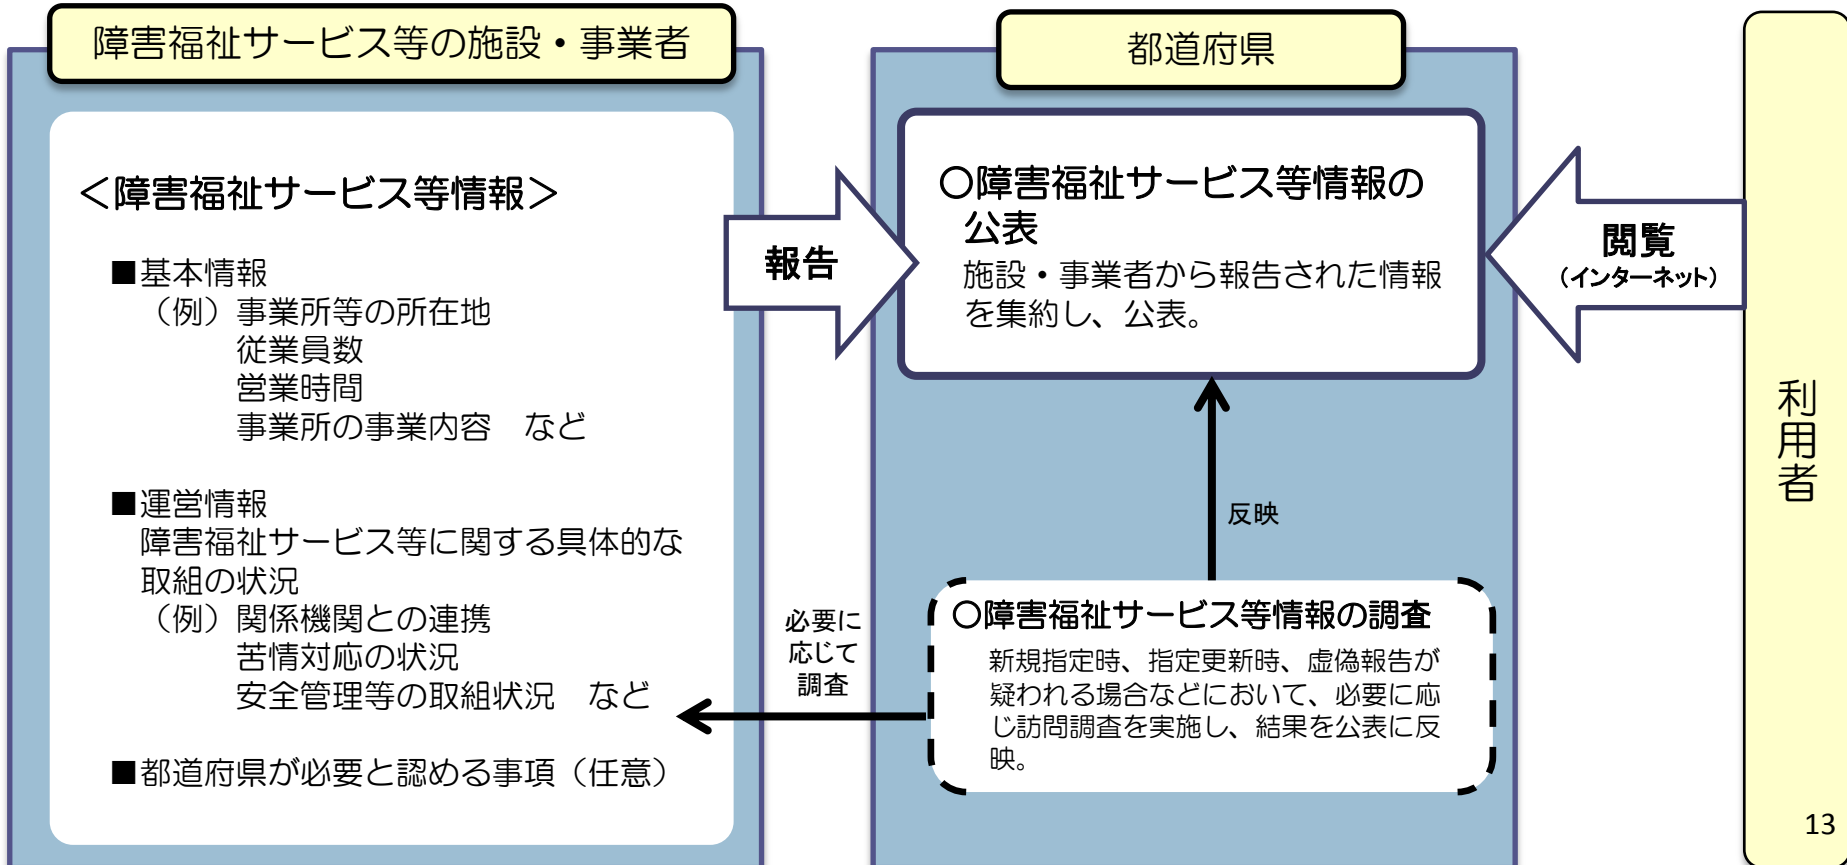 障害福祉サービス等の施設・事業者
＜障害福祉サービス等情報＞
■基本情報
（例）事業所等の所在地
従業員数
営業時間
事業所の事業内容　など
■運営情報
障害福祉サービス等に関する具体的な
取組の状況
（例）関係機関との連携
苦情対応の状況
安全管理等の取組状況　など
■都道府県が必要と認める事項（任意）
報告
必要に
応じて
調査
都道府県
○障害福祉サービス等情報の
公表
施設・事業者から報告された情報
を集約し、公表。
反映
○障害福祉サービス等情報の調査
新規指定時、指定更新時、虚偽報告が
疑われる場合などにおいて、必要に応
じ訪問調査を実施し、結果を公表に反
映。
閲覧
（インターネット）
利用者
13